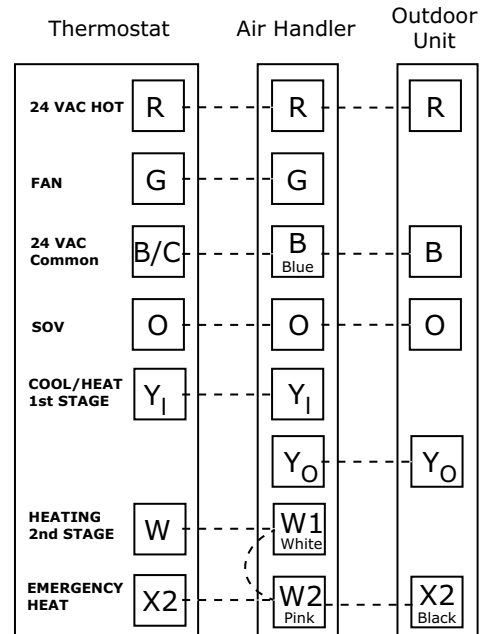 Thermostat Air Handler Outdoor Unit
24 VAC HOT R R R
FAN G G
24 VAC Common B/C B Blue B
SOV O O O
COOL/HEAT 1st STAGE YI YI
YO YO
HEATING 2nd STAGE W W1 White
EMERGENCY HEAT X2 W2 Pink X2 Black